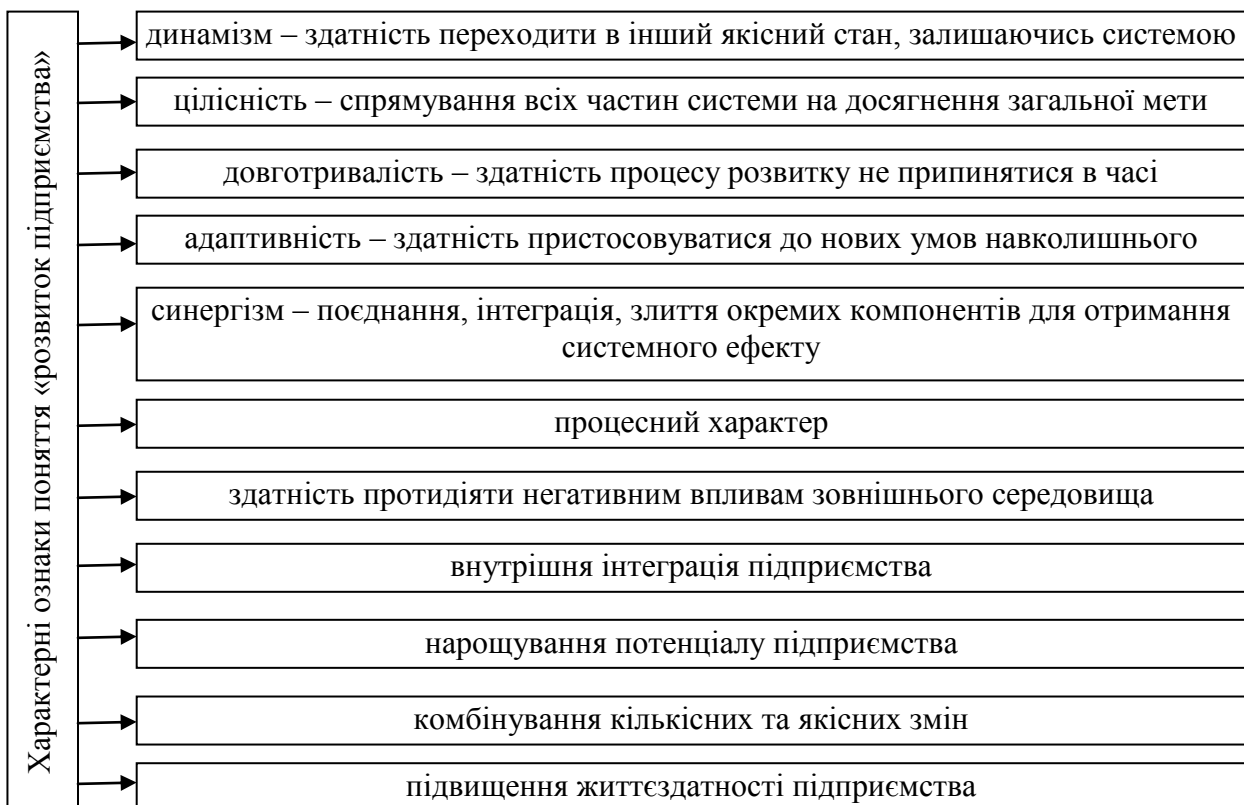 Характерні ознаки поняття «розвиток підприємства»
динамізм – здатність переходити в інший якісний стан, залишаючись системою
цілісність – спрямування всіх частин системи на досягнення загальної мети
довготривалість – здатність процесу розвитку не припинятися в часі
адаптивність – здатність пристосовуватися до нових умов навколишнього
синергізм – поєднання, інтеграція, злиття окремих компонентів для отримання
системного ефекту
процесний характер
здатність протидіяти негативним впливам зовнішнього середовища
внутрішня інтеграція підприємства
нарощування потенціалу підприємства
комбінування кількісних та якісних змін
підвищення життєздатності підприємства